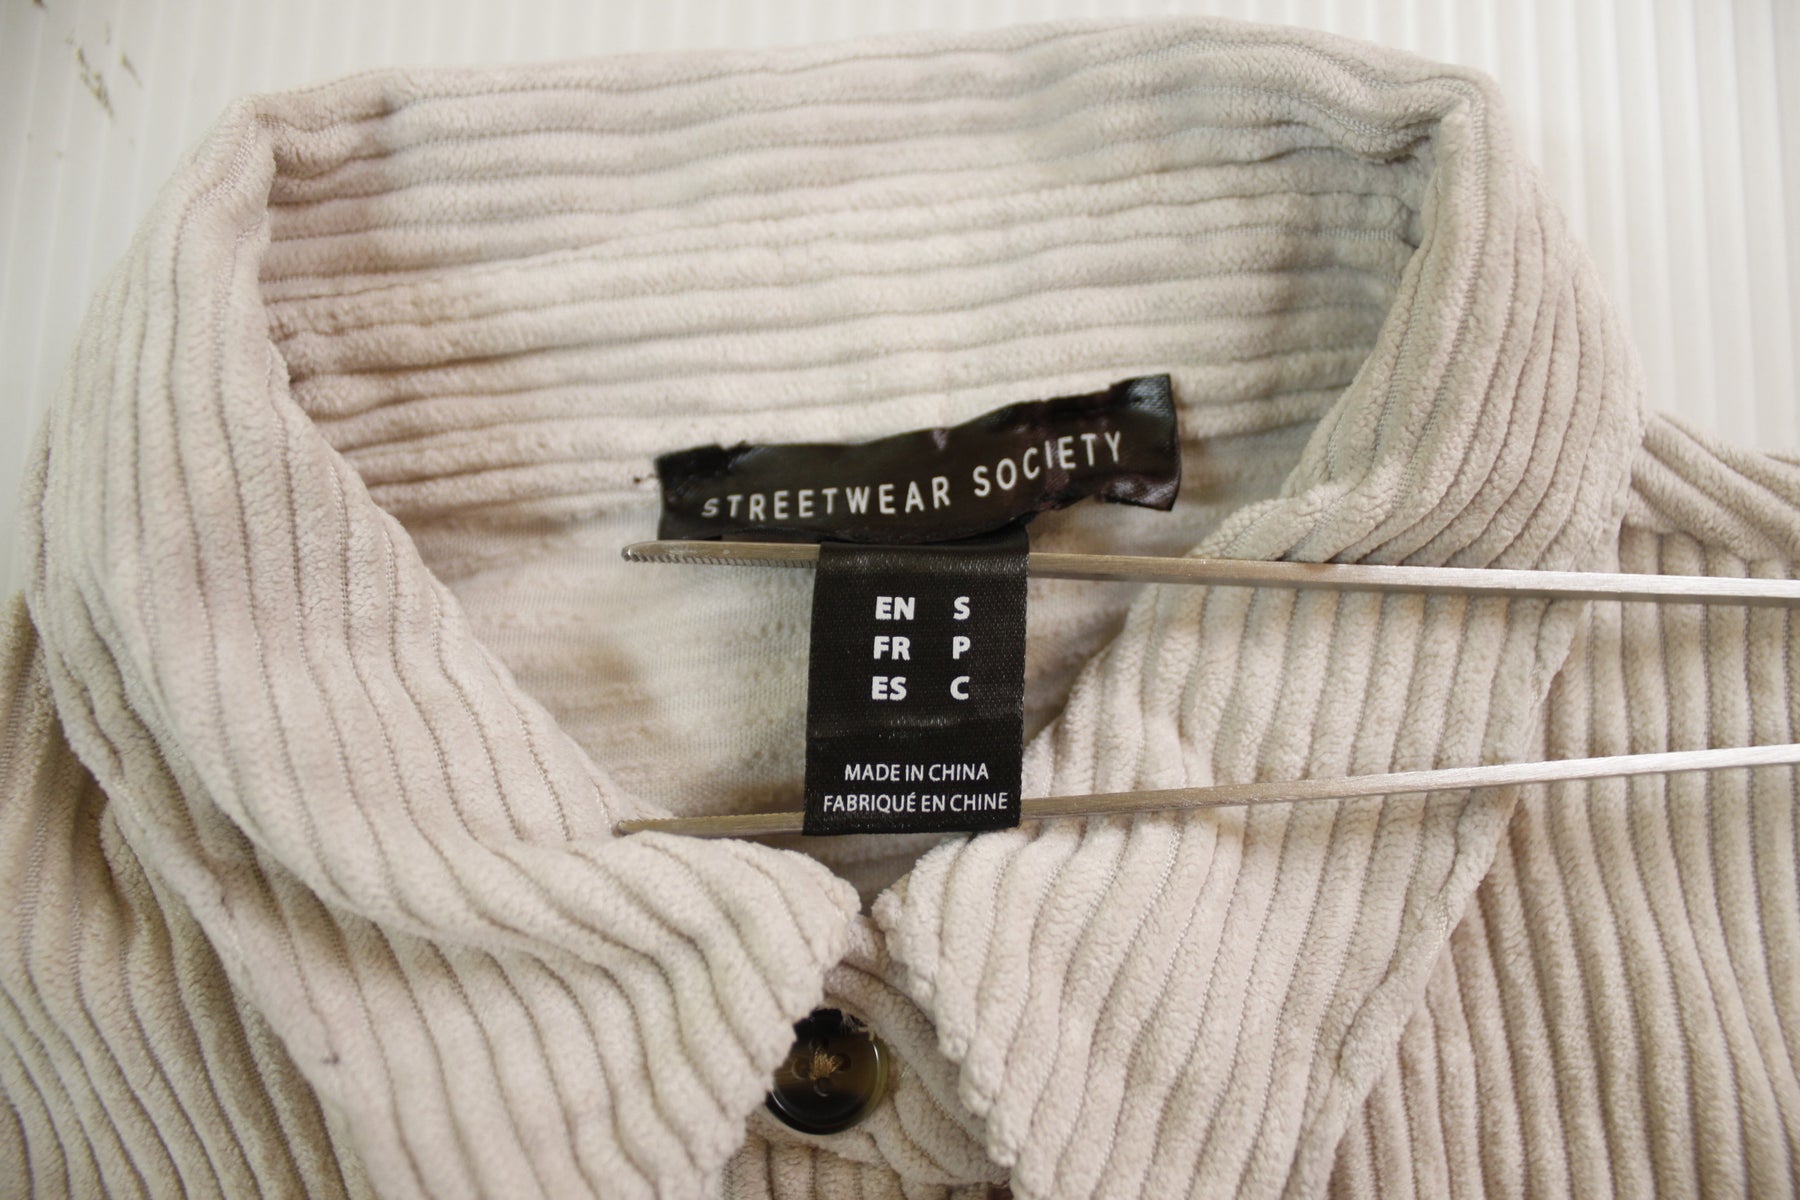 STREETWEAR SOCIETY
EN S
FR P
ES C
MADE IN CHINA
FABRIQUÉ EN CHINE